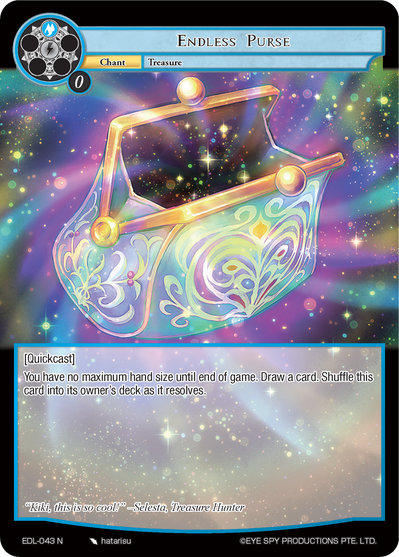 Endless Purse
Chant
Treasure
0
[Quickcast]
You have no maximum hand size until end of game. Draw a card. Shuffle this
card into its owner's deck as it resolves.
"Kiki, this is so cool!" –Selesta, Treasure Hunter
EDL-043 N hatarisu ©EYE SPY PRODUCTIONS PTE. LTD.